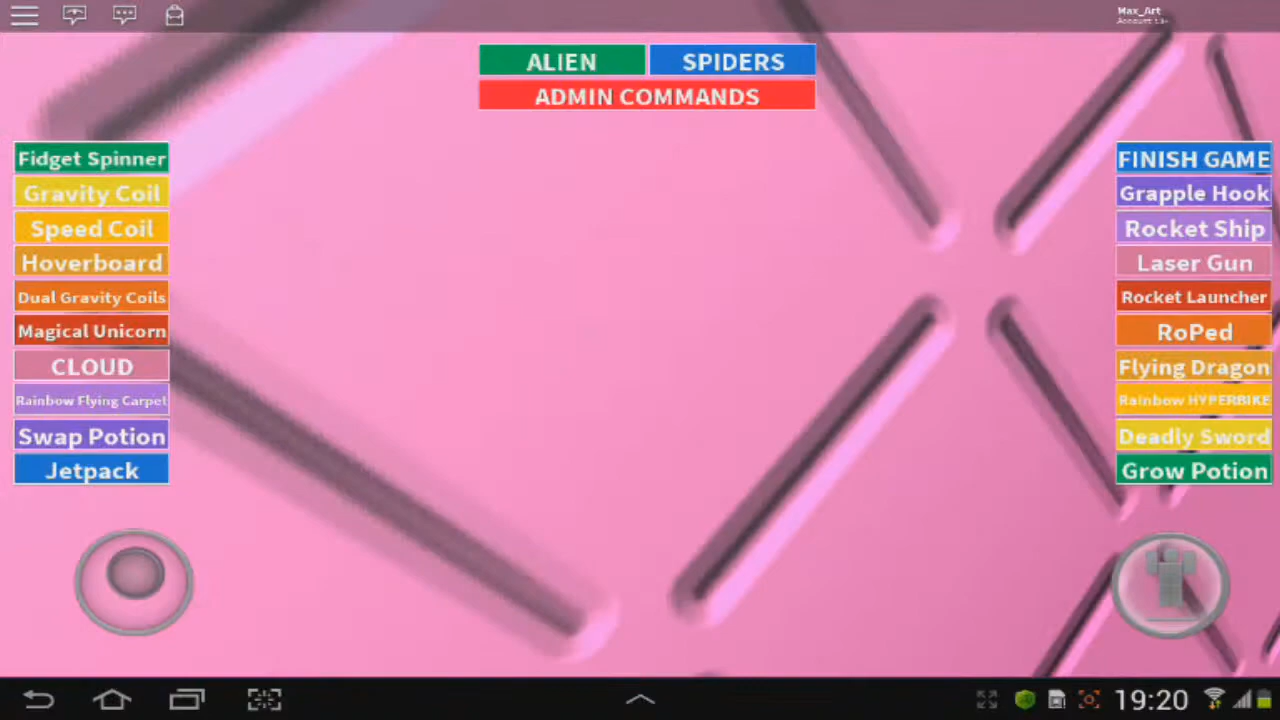 Max_Art
ALIEN
SPIDERS
ADMIN COMMANDS
Fidget Spinner
Gravity Coil
Speed Coil
Hoverboard
Dual Gravity Coils
Magical Unicorn
CLOUD
Rainbow Flying Carpet
Swap Potion
Jetpack
FINISH GAME
Grapple Hook
Rocket Ship
Laser Gun
Rocket Launcher
RoPed
Flying Dragon
Rainbow HYPERBIKE
Deadly Sword
Grow Potion
19:20